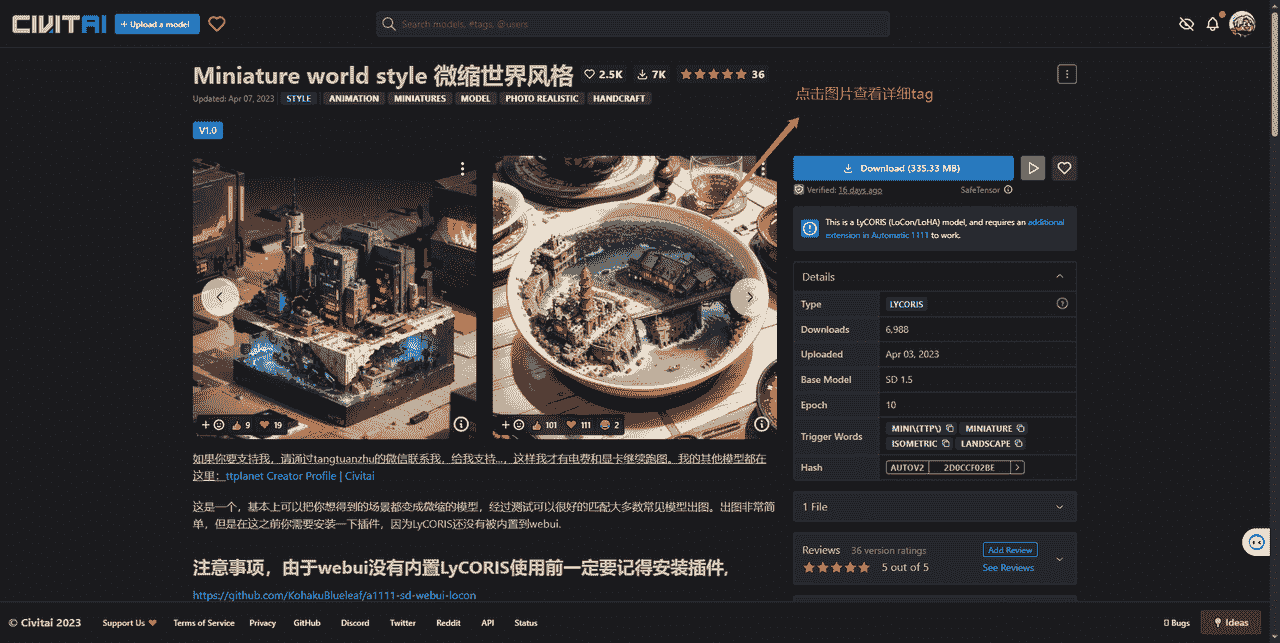 CIVITAI
+ Upload a model
Search models, #tags, @users
Miniature world style 微缩世界风格
2.5K
7K
36
Updated: Apr 07, 2023
STYLE
ANIMATION
MINIATURES
MODEL
PHOTO REALISTIC
HANDCRAFT
点击图片查看详细tag
V1.0
Download (335.33 MB)
Verified: 16 days ago
SafeTensor
This is a LyCORIS (LoCon/LoHA) model, and requires an additional
extension in Automatic 1111 to work.
Details
Type
LYCORIS
Downloads
6,988
Uploaded
Apr 03, 2023
Base Model
SD 1.5
Epoch
10
Trigger Words
MINI\(TTP\)
MINIATURE
ISOMETRIC
LANDSCAPE
Hash
AUTOV2
2D0CCF02BE
9
19
101
111
2
如果你要支持我，请通过tangtuanzhu的微信联系我，给我支持...，这样我才有电费和显卡继续跑图。我的其他模型都在
这里：ttplanet Creator Profile | Civitai
这是一个，基本上可以把你想得到的场景都变成微缩的模型，经过测试可以很好的匹配大多数常见模型出图。出图非常简
单，但是在这之前你需要安装一下插件，因为LyCORIS还没有被内置到webui.
注意事项，由于webui没有内置LyCORIS使用前一定要记得安装插件,
https://github.com/KohakuBlueleaf/a1111-sd-webui-locon
1 File
Reviews
36 version ratings
Add Review
5 out of 5
See Reviews
© Civitai 2023
Support Us
Terms of Service
Privacy
GitHub
Discord
Twitter
Reddit
API
Status
Bugs
Ideas